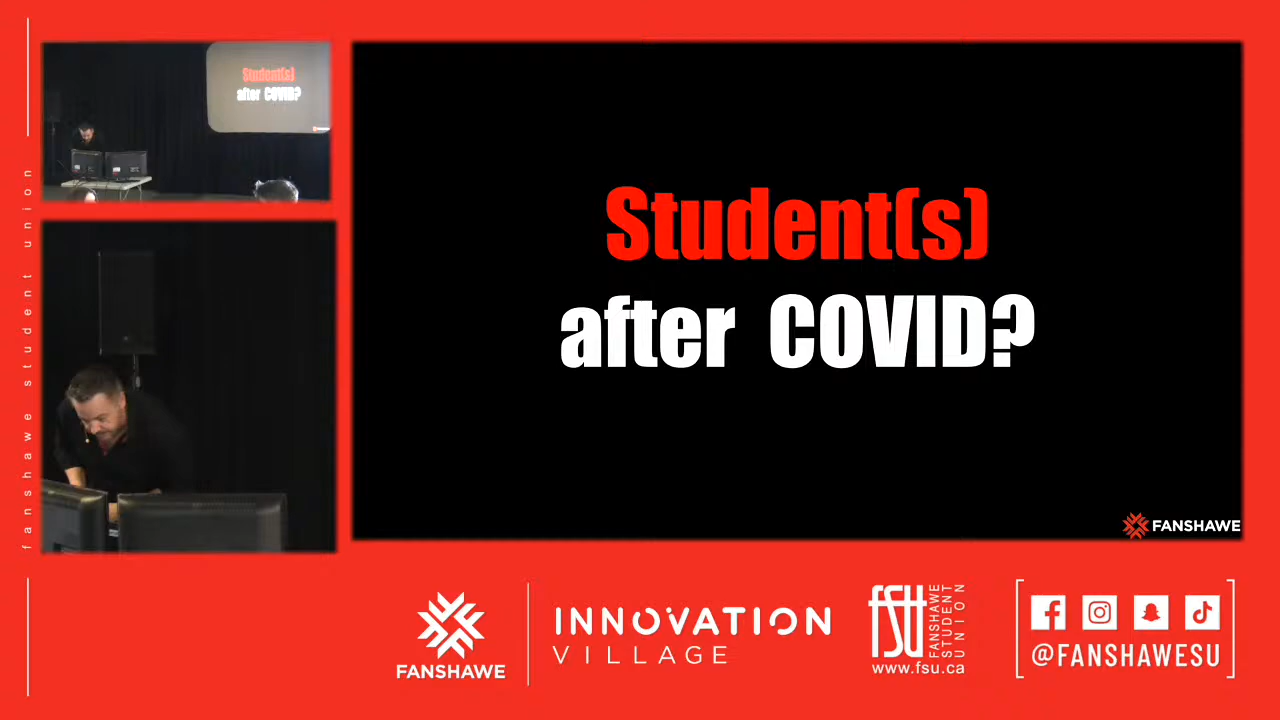 fanshawe student union
Student(s)
after COVID?
Student(s)
after COVID?
FANSHAWE
FANSHAWE
INNOVATION
VILLAGE
fsu
FANSHAWE
STUDENT
UNION
www.fsu.ca
@FANSHAWESU